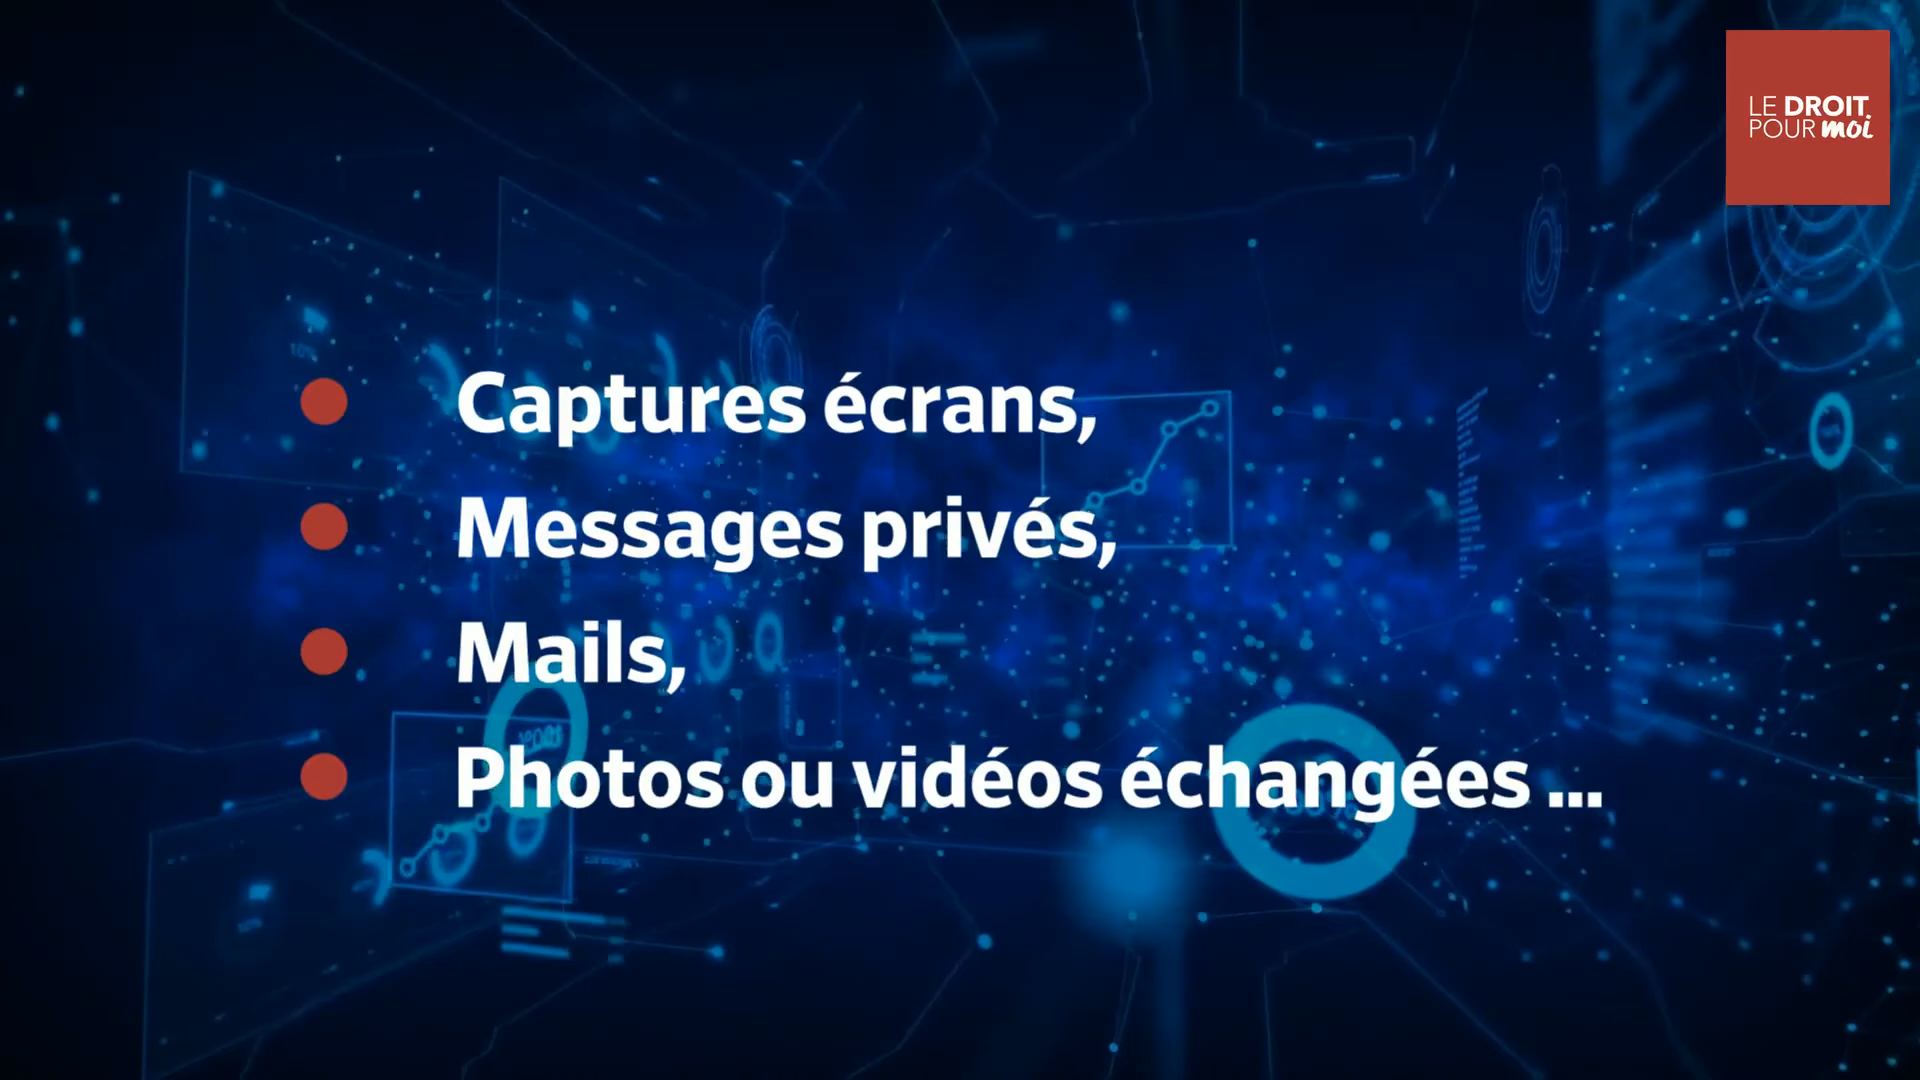 LE DROIT
POUR moi
Captures écrans,
Messages privés,
Mails,
Photos ou vidéos échangées ...